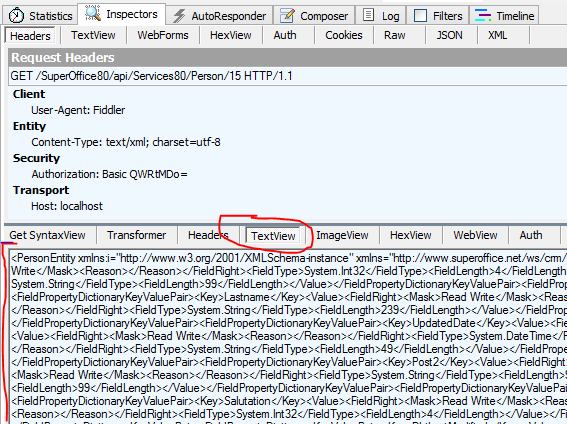 Statistics Inspectors AutoResponder Composer Log Filters Timeline
Headers TextView WebForms HexView Auth Cookies Raw JSON XML
Request Headers
GET /SuperOffice80/api/Services80/Person/15 HTTP/1.1
Client
User-Agent: Fiddler
Entity
Content-Type: text/xml; charset=utf-8
Security
Authorization: Basic QWRtMDo=
Transport
Host: localhost
Get SyntaxView Transformer Headers TextView ImageView HexView WebView Auth
<PersonEntity xmlns:i="http://www.w3.org/2001/XMLSchema-instance" xmlns="http://www.superoffice.net/ws/crm/
Write</Mask><Reason></Reason></FieldRight><FieldType>System.Int32</FieldType><FieldLength>4</FieldLength>
System.String</FieldType><FieldLength>99</FieldLength></Value></FieldPropertyDictionaryKeyValuePair><Field
<FieldPropertyDictionaryKeyValuePair><Key>Lastname</Key><Value><FieldRight><Mask>Read Write</Mask><Reason>
</Reason></FieldRight><FieldType>System.String</FieldType><FieldLength>239</FieldLength></Value>
</FieldPropertyDictionaryKeyValuePair><FieldPropertyDictionaryKeyValuePair><Key>UpdatedDate</Key><Value><Field
<Value><FieldRight><Mask>Read Write</Mask><Reason></Reason></FieldRight><FieldType>System.DateTime</F
</Reason></FieldRight><FieldType>System.String</FieldType><FieldLength>49</FieldLength></Value>
</FieldPropertyDictionaryKeyValuePair><FieldPropertyDictionaryKeyValuePair><Key>Post2</Key><Value><FieldRight>
<Mask>Read Write</Mask><Reason></Reason></FieldRight><FieldType>System.String</FieldType>
<FieldLength>99</FieldLength></Value></FieldPropertyDictionaryKeyValuePair><FieldPropertyDictionaryKeyValuePair>
<Key>Salutation</Key><Value><FieldRight><Mask>Read Write</Mask>
<Reason></Reason></FieldRight><FieldType>System.Int32</FieldType><FieldLength>4</FieldLength></Value>